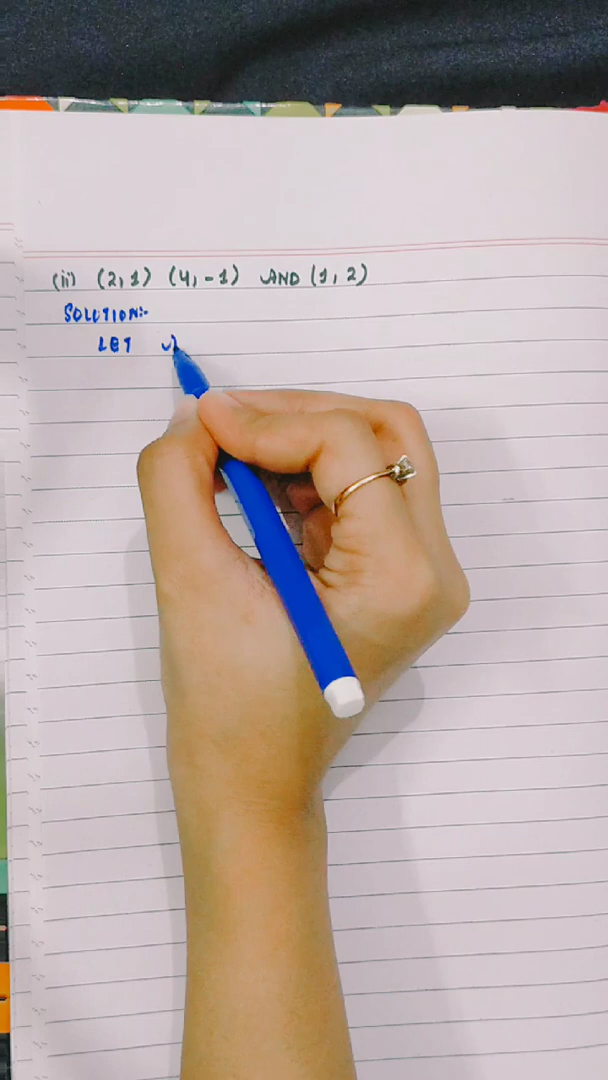 (ii) (2,1) (4,-1) AND (1, 2)
SOLUTION:-
LET